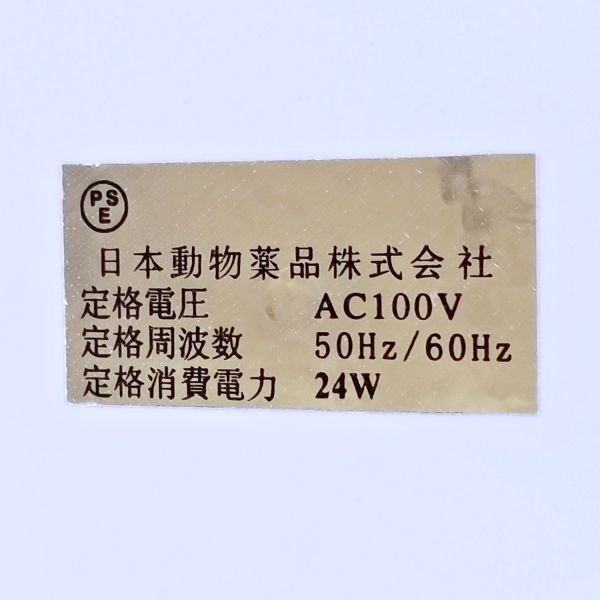 PS
E
日本動物薬品株式会社
定格電圧 AC100V
定格周波数 50Hz/60Hz
定格消費電力 24W